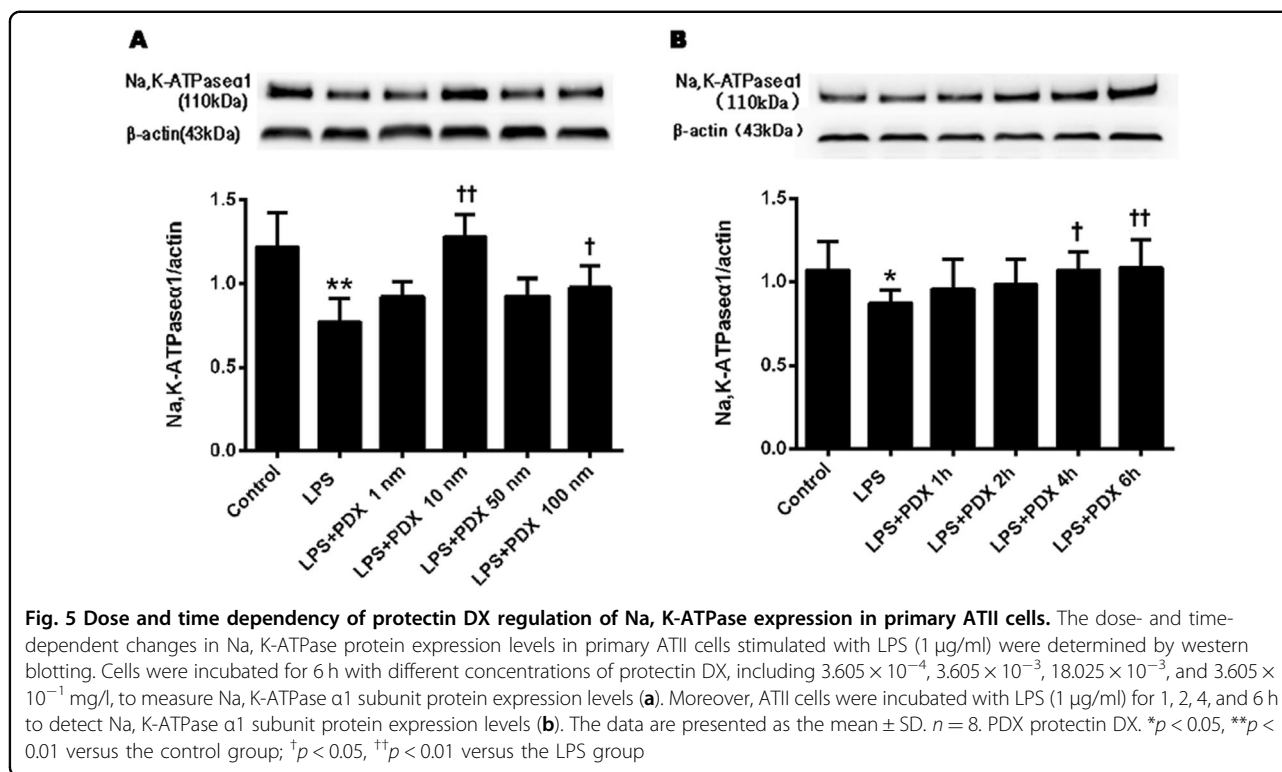 A
Na,K-ATPaseα1
(110kDa)
β-actin(43kDa)
Na,K-ATPaseα1/actin
1.5
1.0
0.5
0.0
**
††
†
Control
LPS
LPS+PDX 1 nm
LPS+PDX 10 nm
LPS+PDX 50 nm
LPS+PDX 100 nm
B
Na,K-ATPaseα1
(110kDa)
β-actin (43kDa)
Na,K-ATPaseα1/actin
1.5
1.0
0.5
0.0
*
†
††
Control
LPS
LPS+PDX 1h
LPS+PDX 2h
LPS+PDX 4h
LPS+PDX 6h
Fig. 5 Dose and time dependency of protectin DX regulation of Na, K-ATPase expression in primary ATII cells. The dose- and time-
dependent changes in Na, K-ATPase protein expression levels in primary ATII cells stimulated with LPS (1 µg/ml) were determined by western
blotting. Cells were incubated for 6 h with different concentrations of protectin DX, including 3.605 × 10⁻⁴, 3.605 × 10⁻³, 18.025 × 10⁻³, and 3.605 ×
10⁻¹ mg/l, to measure Na, K-ATPase α1 subunit protein expression levels (a). Moreover, ATII cells were incubated with LPS (1 µg/ml) for 1, 2, 4, and 6 h
to detect Na, K-ATPase α1 subunit protein expression levels (b). The data are presented as the mean ± SD. n = 8. PDX protectin DX. *p < 0.05, **p <
0.01 versus the control group; †p < 0.05, ††p < 0.01 versus the LPS group